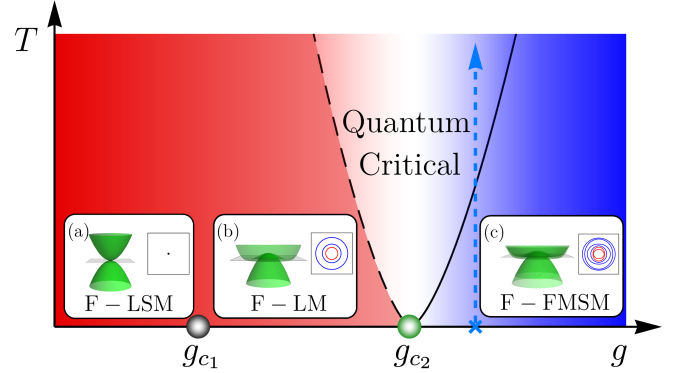 T
Quantum
Critical
(a)
F – LSM
(b)
F – LM
(c)
F – FMSM
g_{c_1}
g_{c_2}
g